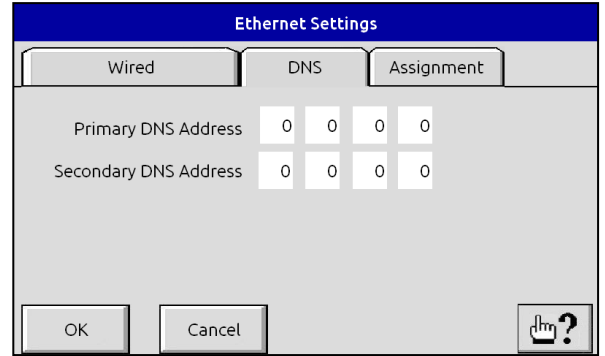 Ethernet Settings
Wired DNS Assignment
Primary DNS Address 0 0 0 0
Secondary DNS Address 0 0 0 0
OK Cancel ?